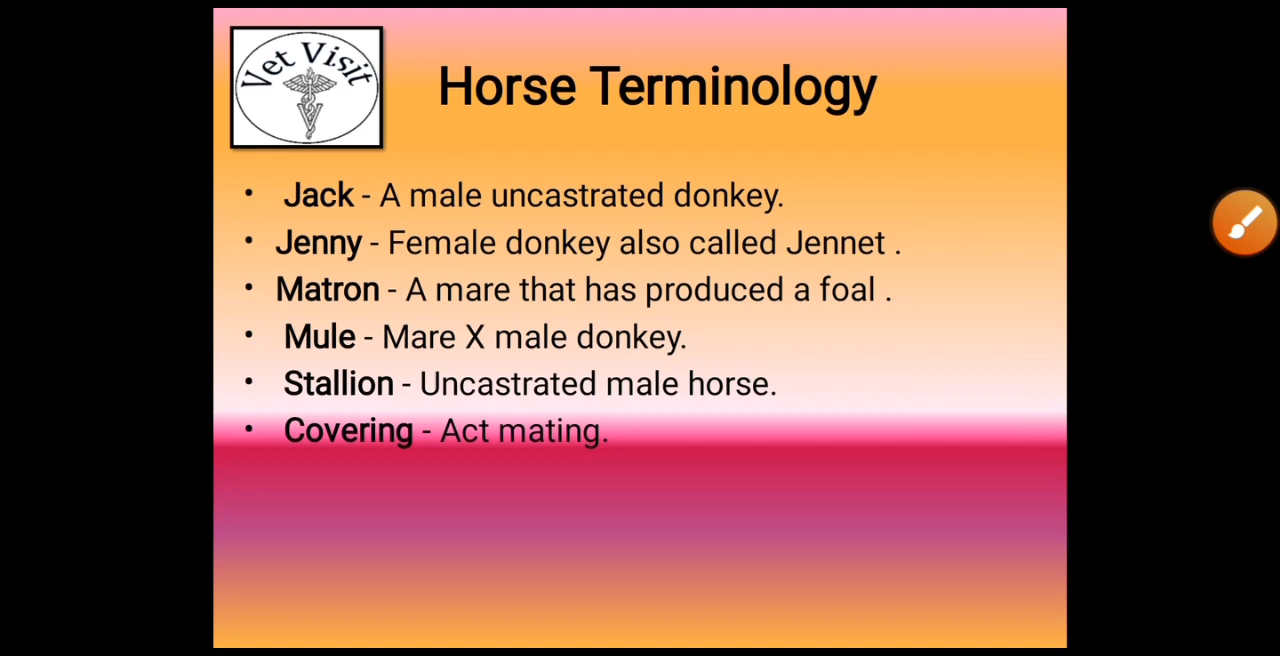 Vet Visit
Horse Terminology
• Jack - A male uncastrated donkey.
• Jenny - Female donkey also called Jennet .
• Matron - A mare that has produced a foal .
• Mule - Mare X male donkey.
• Stallion - Uncastrated male horse.
• Covering - Act mating.